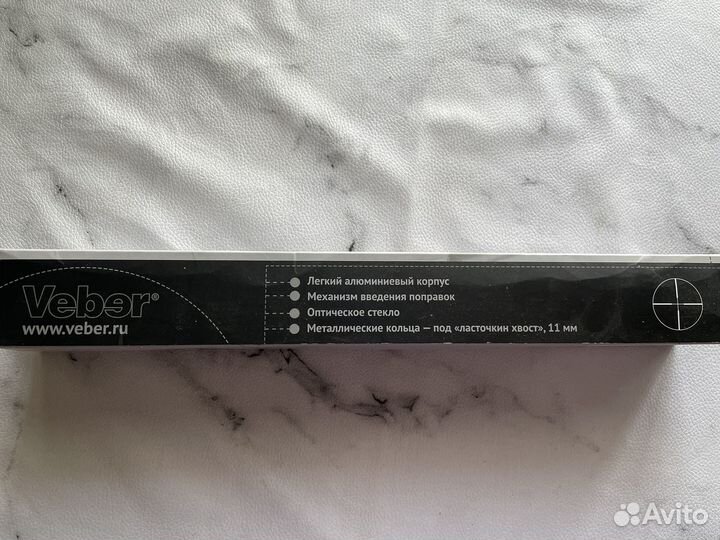 Veber®
www.veber.ru
Легкий алюминиевый корпус
Механизм введения поправок
Оптическое стекло
Металлические кольца — под «ласточкин хвост», 11 мм
Avito